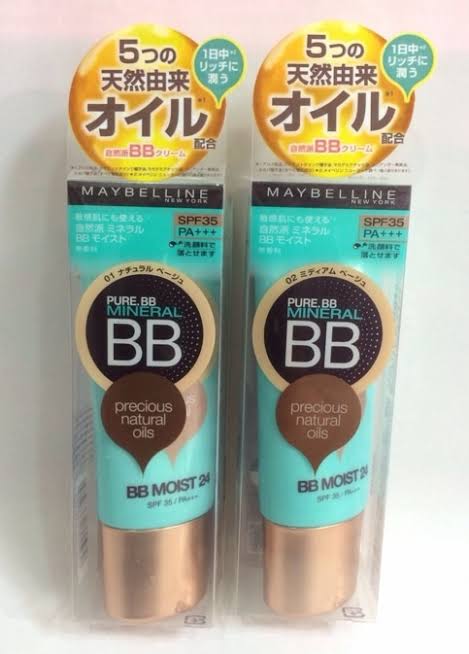 5つの
天然由来
オイル
*1
配合
自然派BBクリーム
1日中*2
リッチに
潤う
MAYBELLINE
NEW YORK
敏感肌にも使える
自然派 ミネラル
BB モイスト
無香料
SPF35
PA+++
洗顔料で
落とせます
01 ナチュラル ベージュ
PURE.BB
MINERAL
BB
precious
natural
oils
BB MOIST 24
SPF 35 / PA+++
5つの
天然由来
オイル
*1
配合
自然派BBクリーム
1日中*2
リッチに
潤う
MAYBELLINE
NEW YORK
敏感肌にも使える
自然派 ミネラル
BB モイスト
無香料
SPF35
PA+++
洗顔料で
落とせます
02 ミディアム ベージュ
PURE.BB
MINERAL
BB
precious
natural
oils
BB MOIST 24
SPF 35 / PA+++